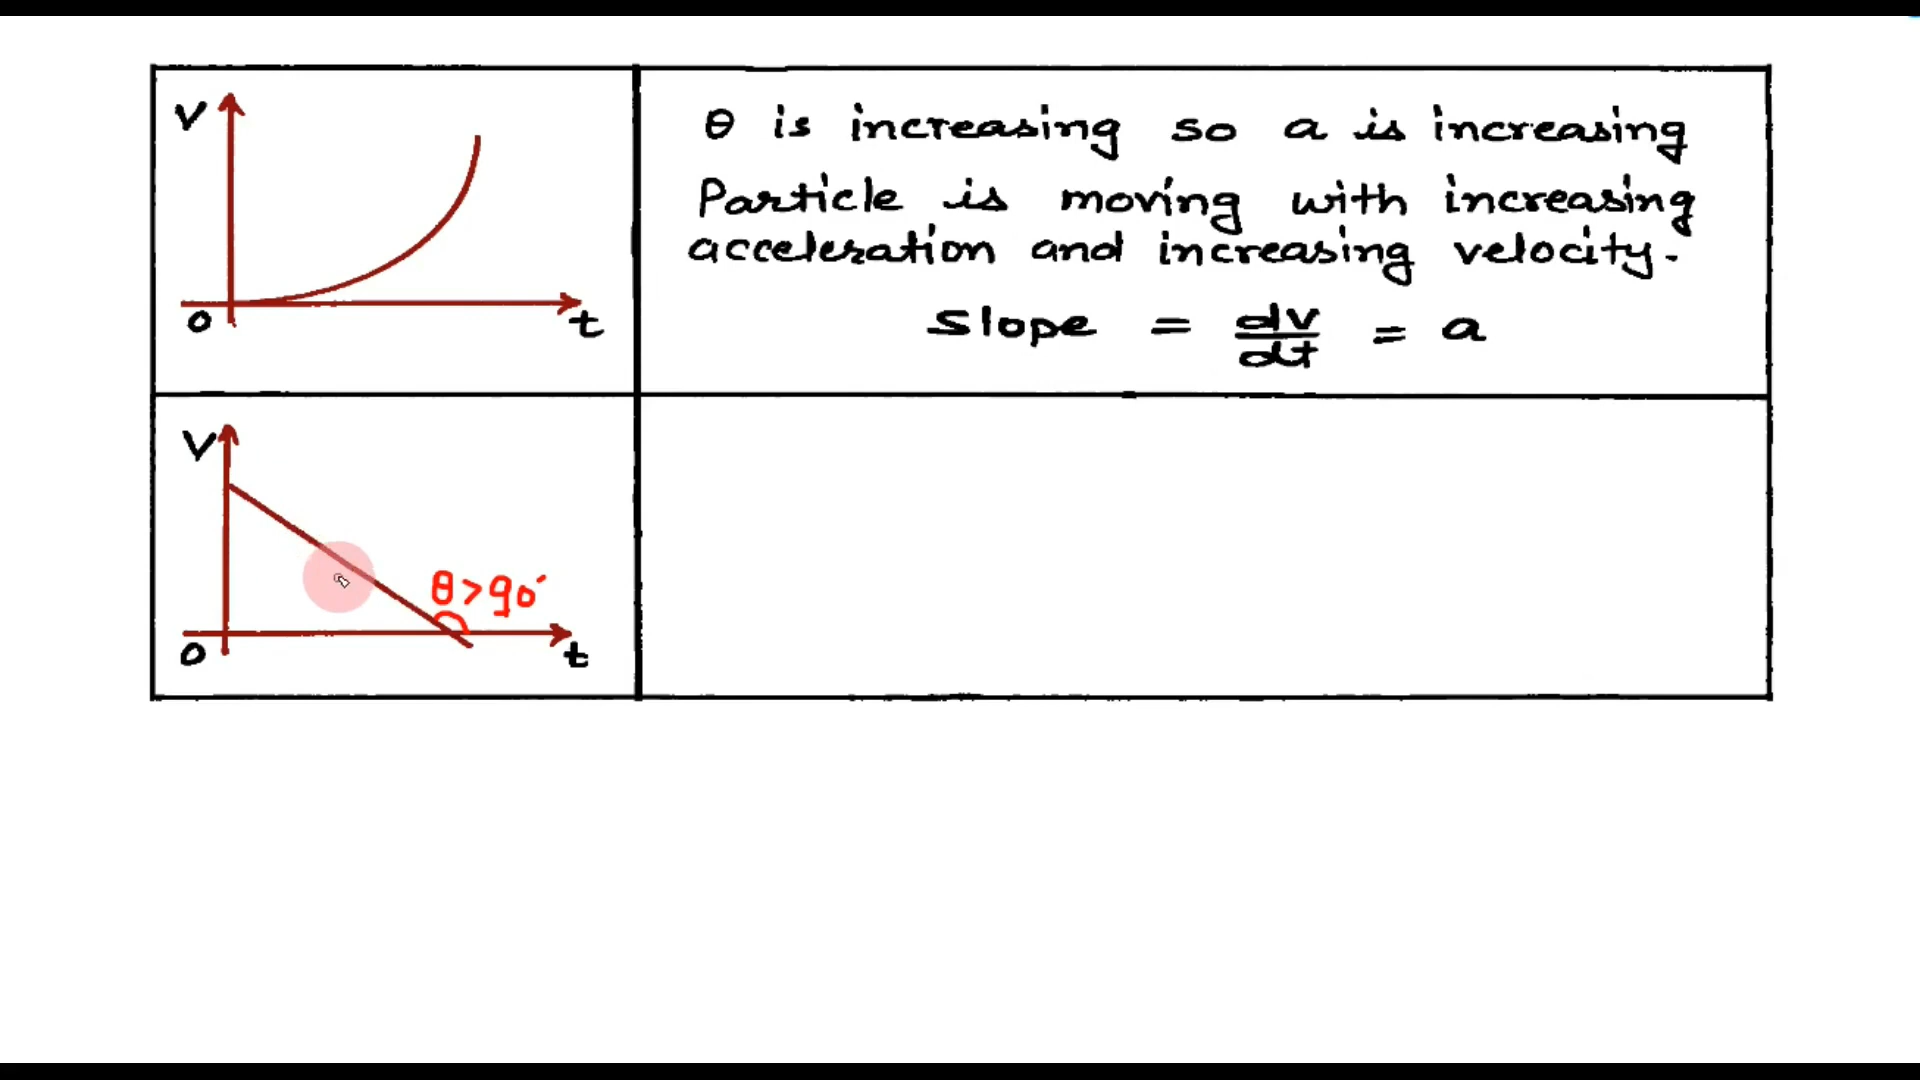 V
O
t
θ is increasing so a is increasing
Particle is moving with increasing
acceleration and increasing velocity.
Slope = dv/dt = a
V
θ > 90°
O
t